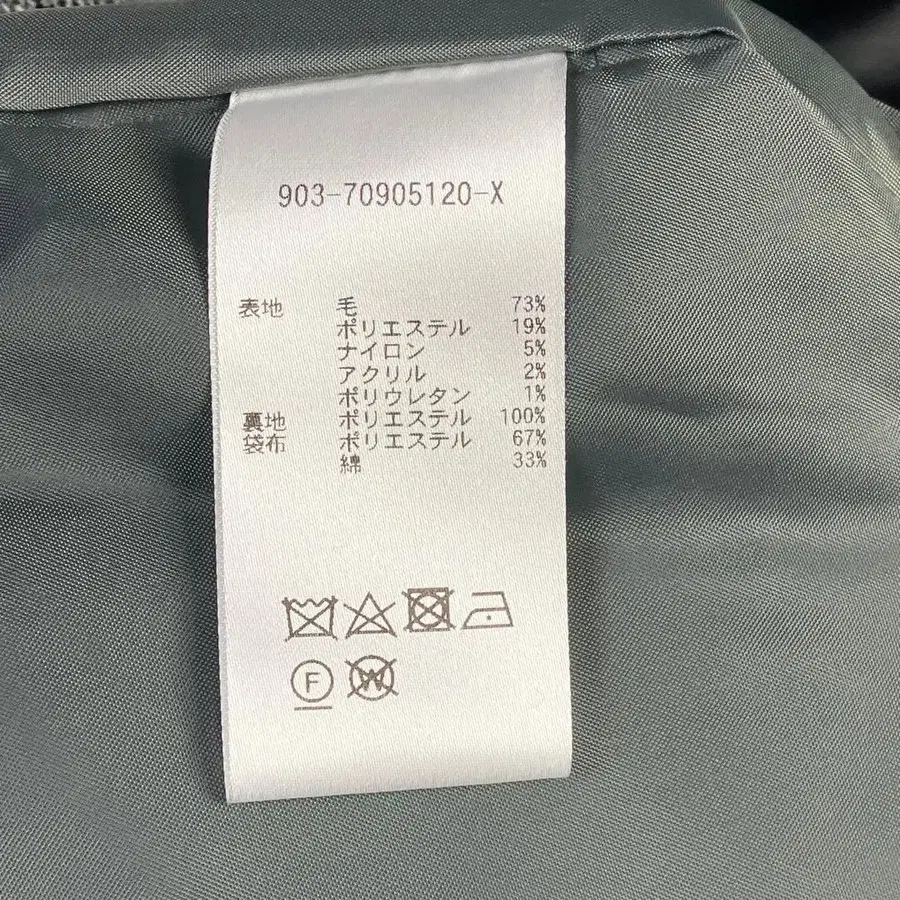 903-70905120-X
表地 毛 73%
ポリエステル 19%
ナイロン 5%
アクリル 2%
ポリウレタン 1%
裏地 ポリエステル 100%
袋布 ポリエステル 67%
綿 33%
F W